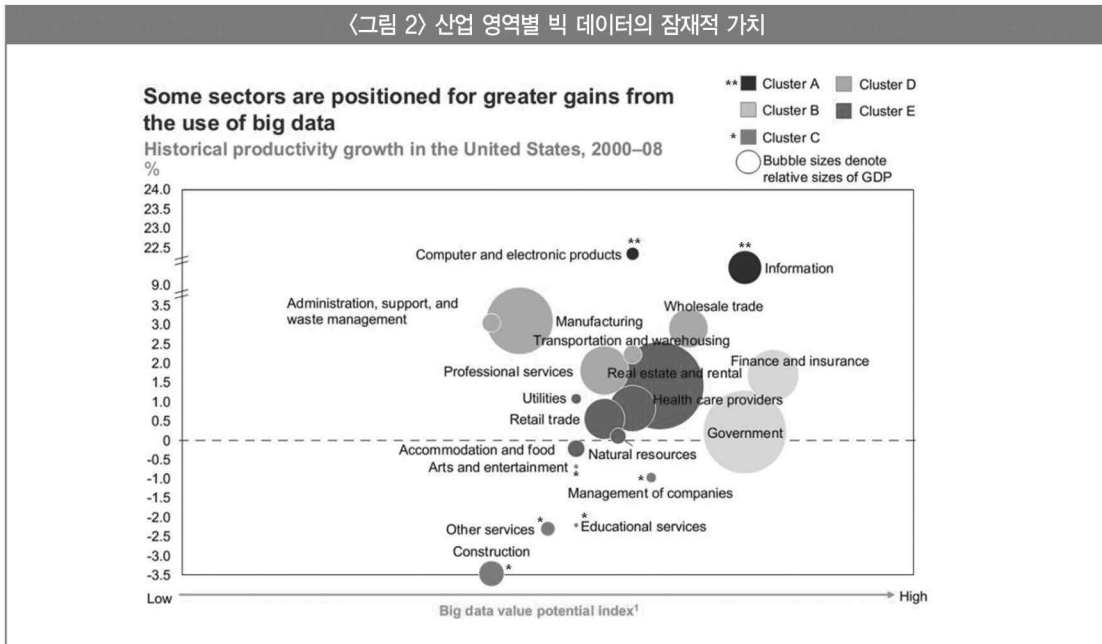 〈그림 2〉 산업 영역별 빅 데이터의 잠재적 가치
Some sectors are positioned for greater gains from
the use of big data
Historical productivity growth in the United States, 2000–08
%
** Cluster A
Cluster B
* Cluster C
Cluster D
Cluster E
Bubble sizes denote
relative sizes of GDP
24.0
23.5
23.0
22.5
9.0
3.5
3.0
2.5
2.0
1.5
1.0
0.5
0
-0.5
-1.0
-1.5
-2.0
-2.5
-3.0
-3.5
**
Computer and electronic products
**
Information
Administration, support, and
waste management
Manufacturing
Wholesale trade
Transportation and warehousing
Professional services
Real estate and rental
Finance and insurance
Utilities
Health care providers
Retail trade
Government
Accommodation and food
Natural resources
Arts and entertainment
*
*
Management of companies
Other services
*
*
Educational services
Construction
*
Low
High
Big data value potential index¹